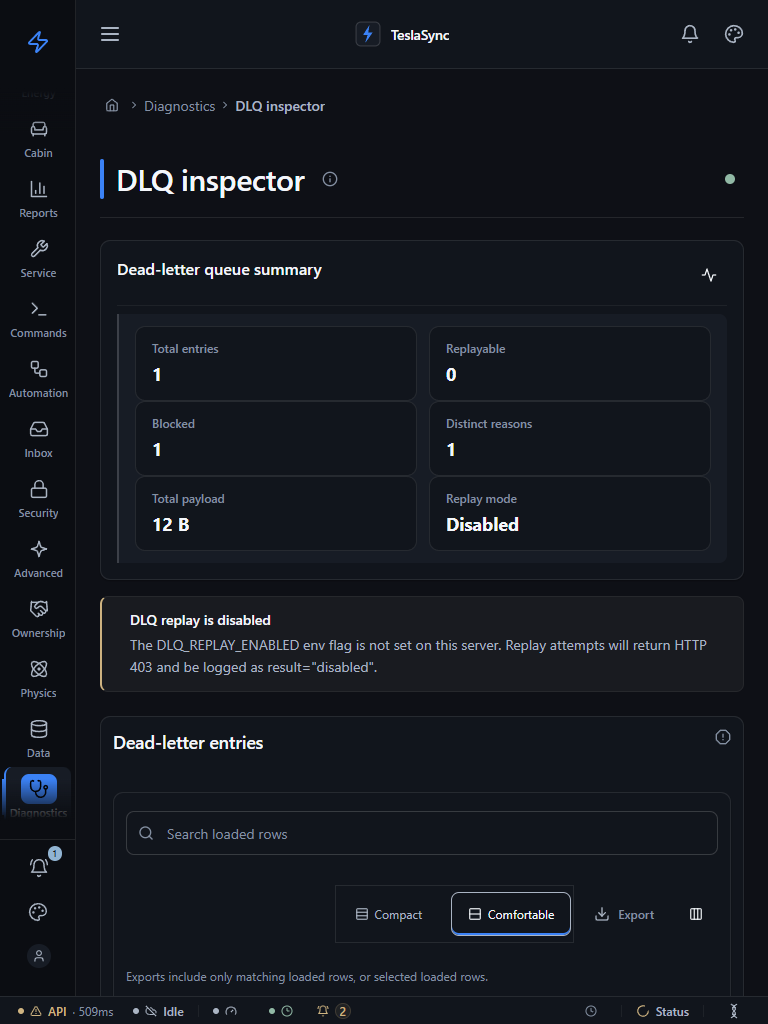 TeslaSync
Energy
Cabin
Reports
Service
Commands
Automation
Inbox
Security
Advanced
Ownership
Physics
Data
Diagnostics
1
Diagnostics
DLQ inspector
DLQ inspector
Dead-letter queue summary
Total entries
1
Replayable
0
Blocked
1
Distinct reasons
1
Total payload
12 B
Replay mode
Disabled
DLQ replay is disabled
The DLQ_REPLAY_ENABLED env flag is not set on this server. Replay attempts will return HTTP
403 and be logged as result="disabled".
Dead-letter entries
Search loaded rows
Compact
Comfortable
Export
Exports include only matching loaded rows, or selected loaded rows.
API · 509ms
Idle
2
Status